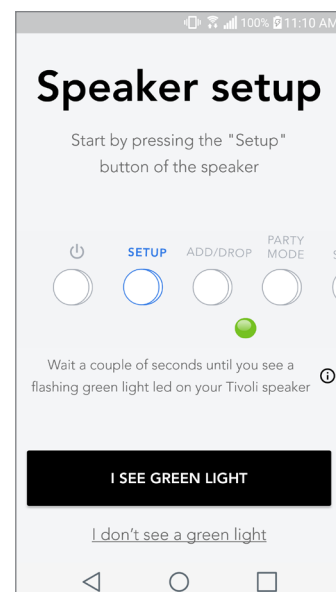 100% 11:10 AM
Speaker setup
Start by pressing the "Setup"
button of the speaker
PARTY
SETUP ADD/DROP MODE S
Wait a couple of seconds until you see a
flashing green light led on your Tivoli speaker
I SEE GREEN LIGHT
I don't see a green light